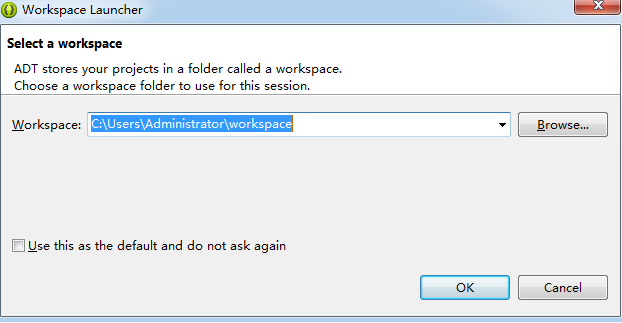 Workspace Launcher
Select a workspace
ADT stores your projects in a folder called a workspace.
Choose a workspace folder to use for this session.
Workspace: C:\Users\Administrator\workspace Browse...
Use this as the default and do not ask again
OK Cancel